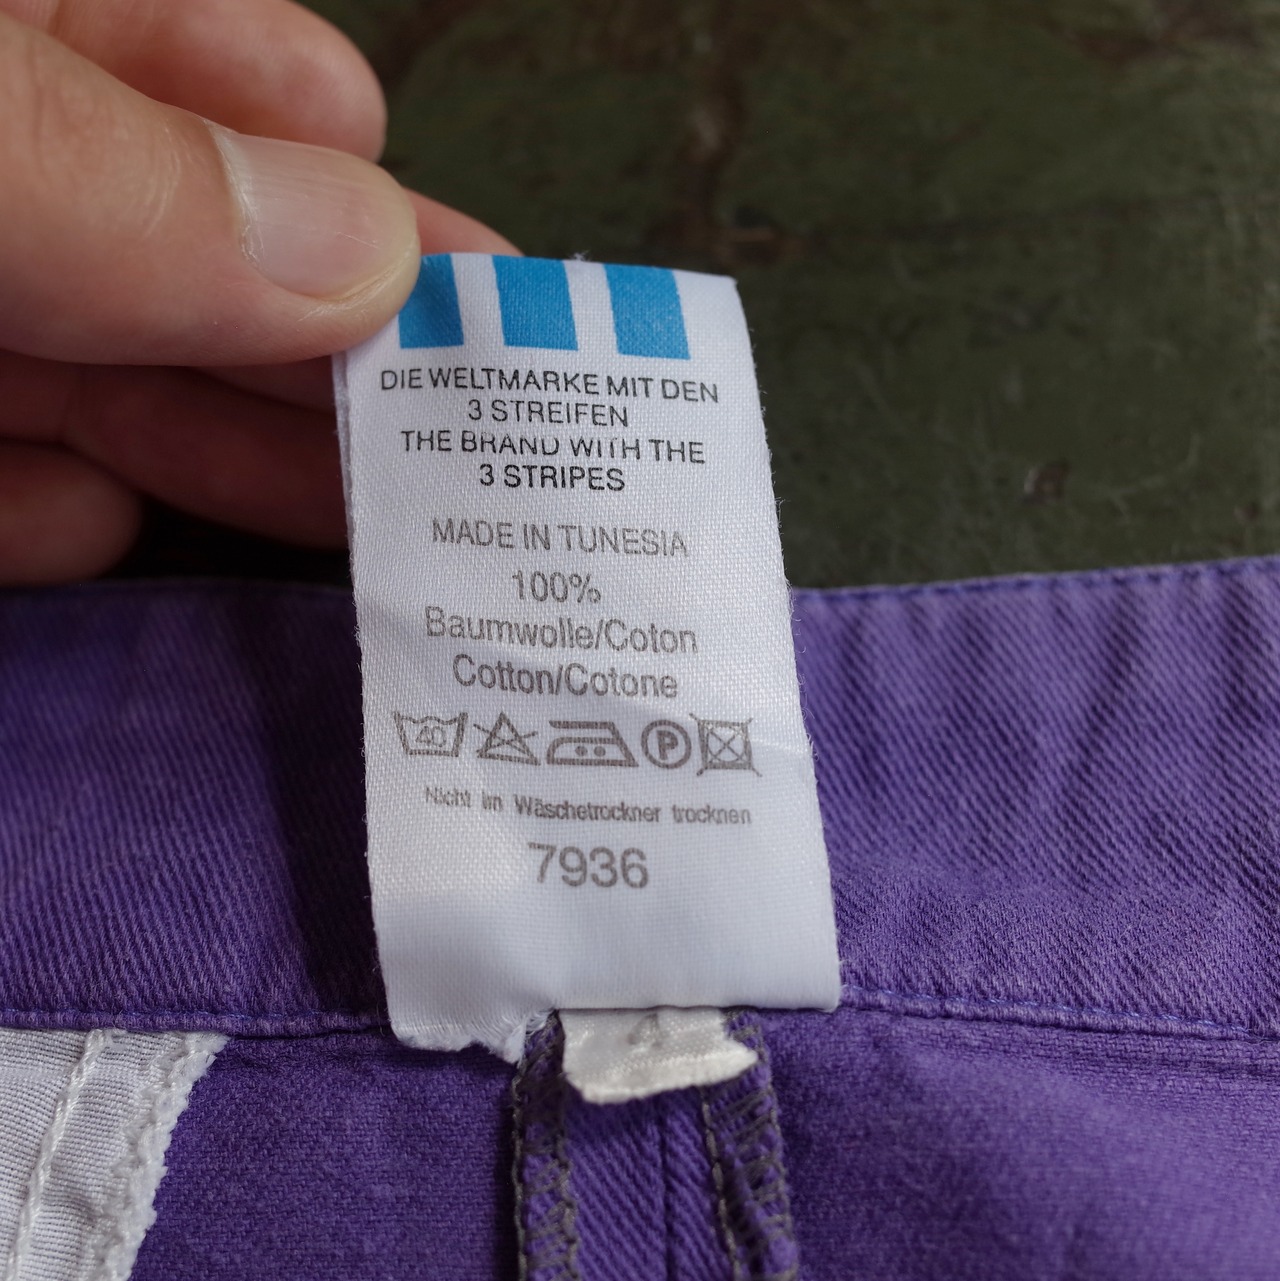 DIE WELTMARKE MIT DEN
3 STREIFEN
THE BRAND WITH THE
3 STRIPES
MADE IN TUNESIA
100%
Baumwolle/Coton
Cotton/Cotone
40 P
Nicht im Wäschetrockner trocknen
7936